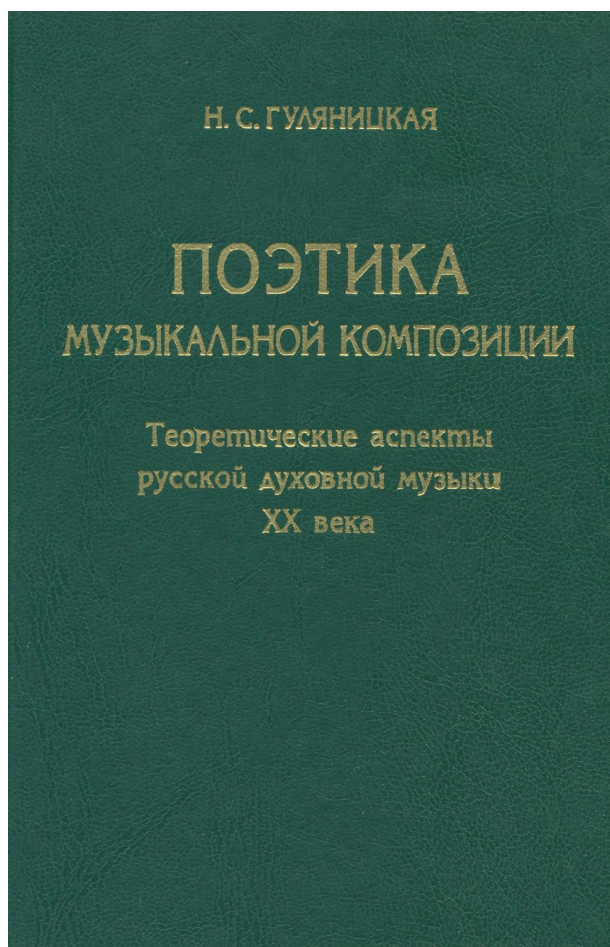 Н. С. ГУЛЯНИЦКАЯ
ПОЭТИКА
МУЗЫКАЛЬНОЙ КОМПОЗИЦИИ
Теоретические аспекты
русской духовной музыки
XX века